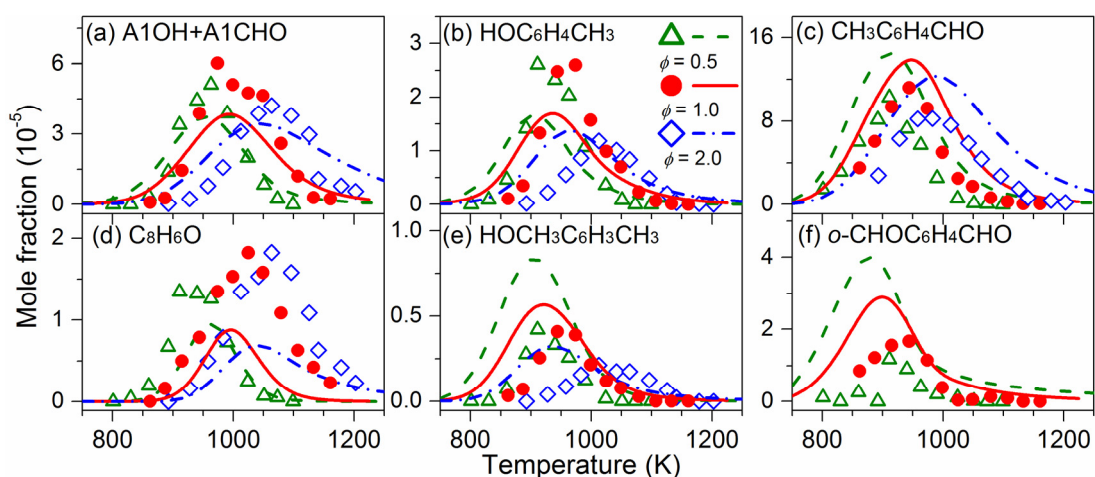 (a) A1OH+A1CHO
(b) HOC6H4CH3
(c) CH3C6H4CHO
ϕ = 0.5
ϕ = 1.0
ϕ = 2.0
6
3
0
3
2
1
0
16
12
8
4
0
Mole fraction (10-5)
(d) C8H6O
(e) HOCH3C6H3CH3
(f) o-CHOC6H4CHO
2
1
0
1.0
0.5
0.0
4
2
0
800 1000 1200
800 1000 1200
800 1000 1200
Temperature (K)